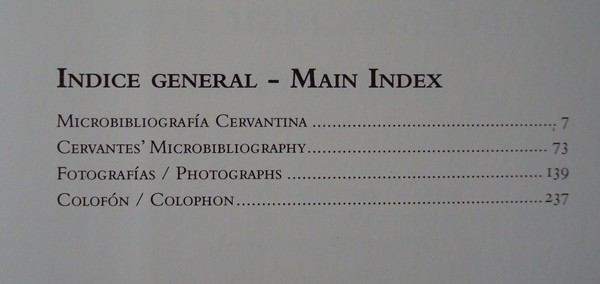 Indice general – Main Index
Microbibliografía Cervantina ........................................................ 7
Cervantes' Microbibliography....................................................... 73
Fotografías / Photographs ........................................................... 139
Colofón / Colophon...................................................................... 237